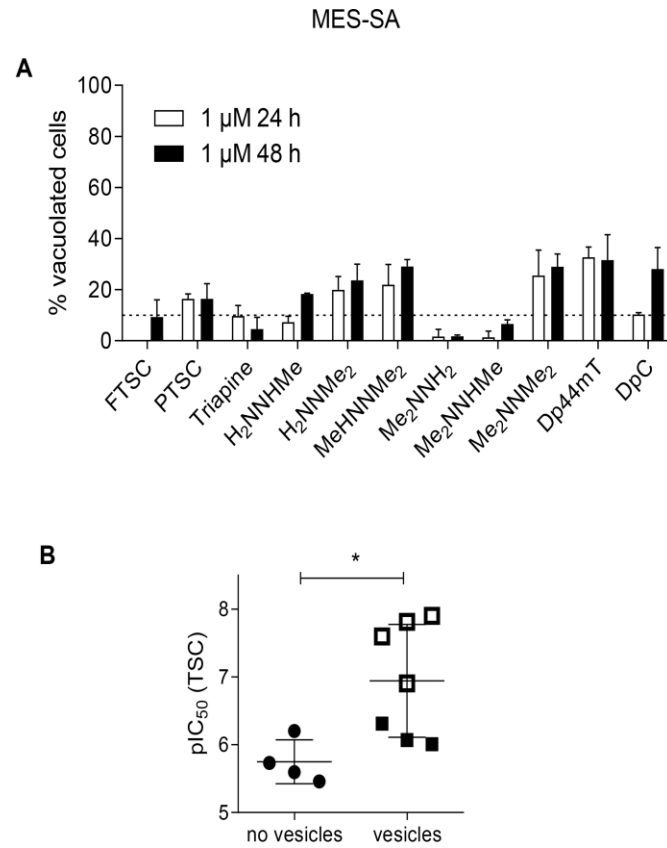 MES-SA
A
100
80
60
40
20
0
% vacuolated cells
1 µM 24 h
1 µM 48 h
FTSC
PTSC
Triapine
H₂NNHMe
H₂NNMe₂
MeHNNMe₂
Me₂NNH₂
Me₂NNHMe
Me₂NNMe₂
Dp44mT
DpC
B
*
8
7
6
5
pIC₅₀ (TSC)
no vesicles
vesicles